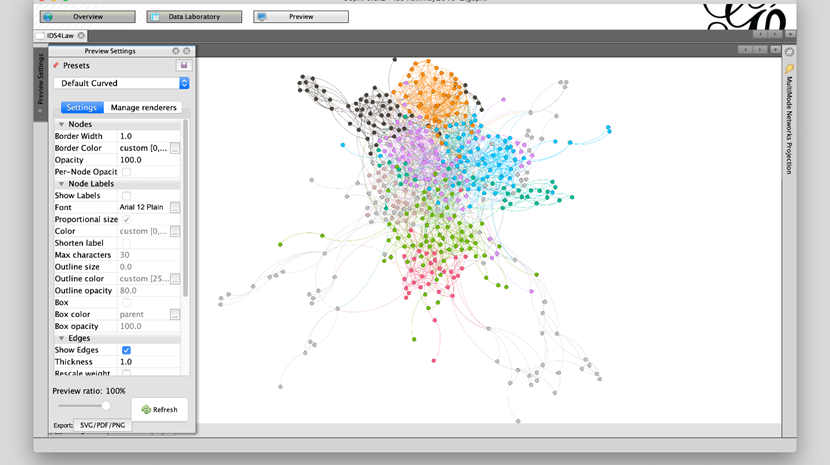 Overview
Data Laboratory
Preview
IDS4Law
Preview Settings
Preview Settings
Presets
Default Curved
Settings
Manage renderers
Nodes
Border Width 1.0
Border Color custom [0,... ...
Opacity 100.0
Per-Node Opacit
Node Labels
Show Labels
Font Arial 12 Plain ...
Proportional size
Color custom [0,... ...
Shorten label
Max characters 30
Outline size 0.0
Outline color custom [25... ...
Outline opacity 80.0
Box
Box color parent ...
Box opacity 100.0
Edges
Show Edges
Thickness 1.0
Rescale weight
Preview ratio: 100%
Refresh
Export: SVG/PDF/PNG
MultiMode Networks Projection